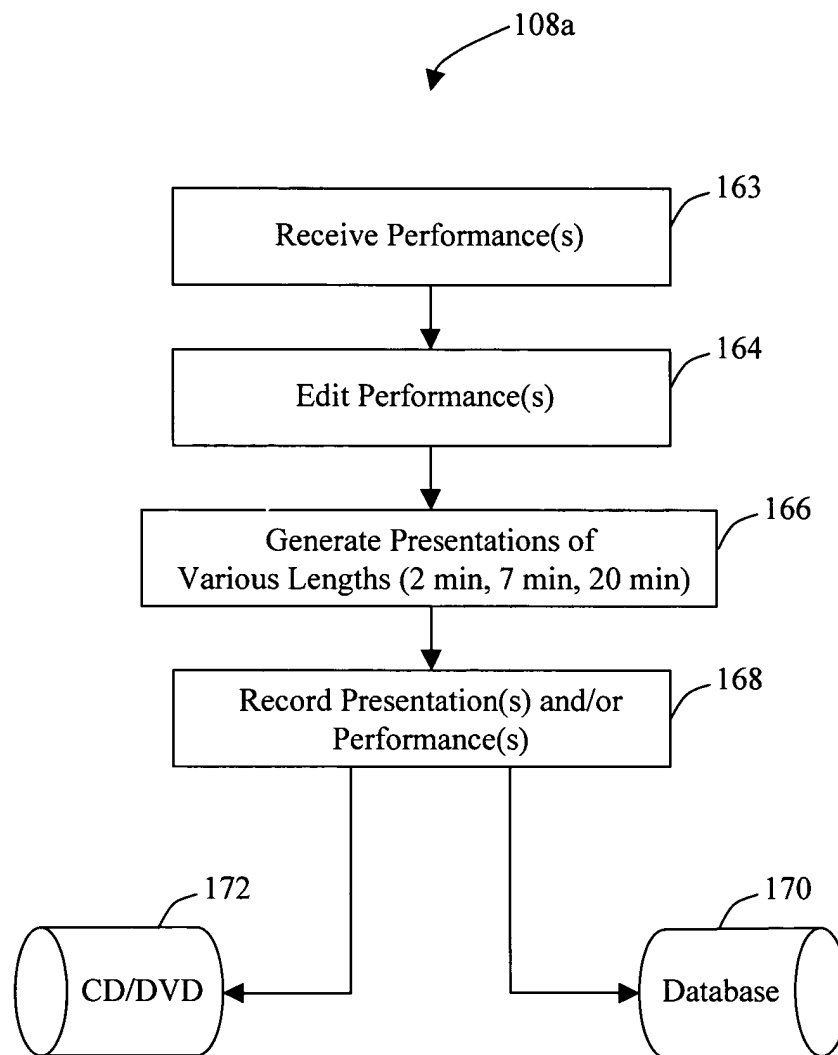 108a
163
Receive Performance(s)
164
Edit Performance(s)
166
Generate Presentations of
Various Lengths (2 min, 7 min, 20 min)
168
Record Presentation(s) and/or
Performance(s)
172
CD/DVD
170
Database